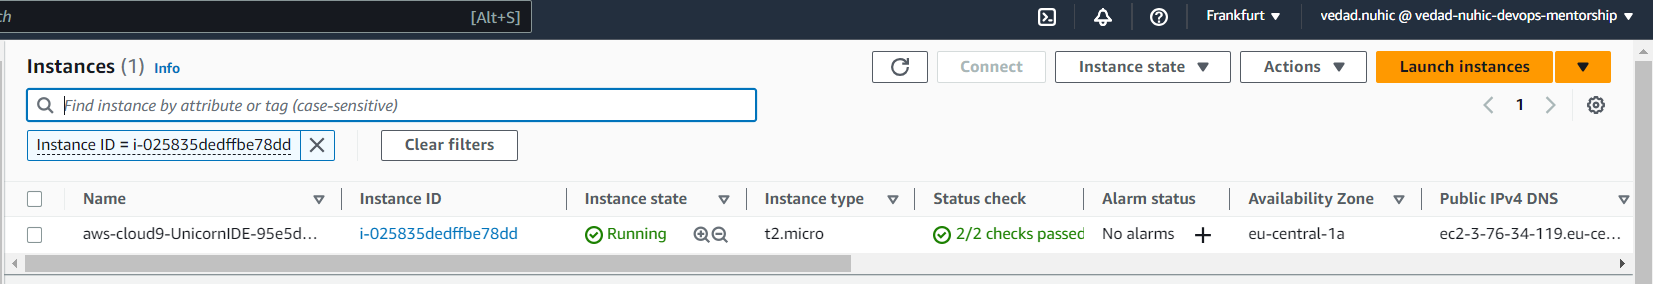 [Alt+S] Frankfurt vedad.nuhic @ vedad-nuhic-devops-mentorship
Instances (1) Info Connect Instance state Actions Launch instances
Find instance by attribute or tag (case-sensitive) 1
Instance ID = i-025835dedffbe78dd Clear filters
Name Instance ID Instance state Instance type Status check Alarm status Availability Zone Public IPv4 DNS
aws-cloud9-UnicornIDE-95e5d... i-025835dedffbe78dd Running t2.micro 2/2 checks passed No alarms + eu-central-1a ec2-3-76-34-119.eu-ce...